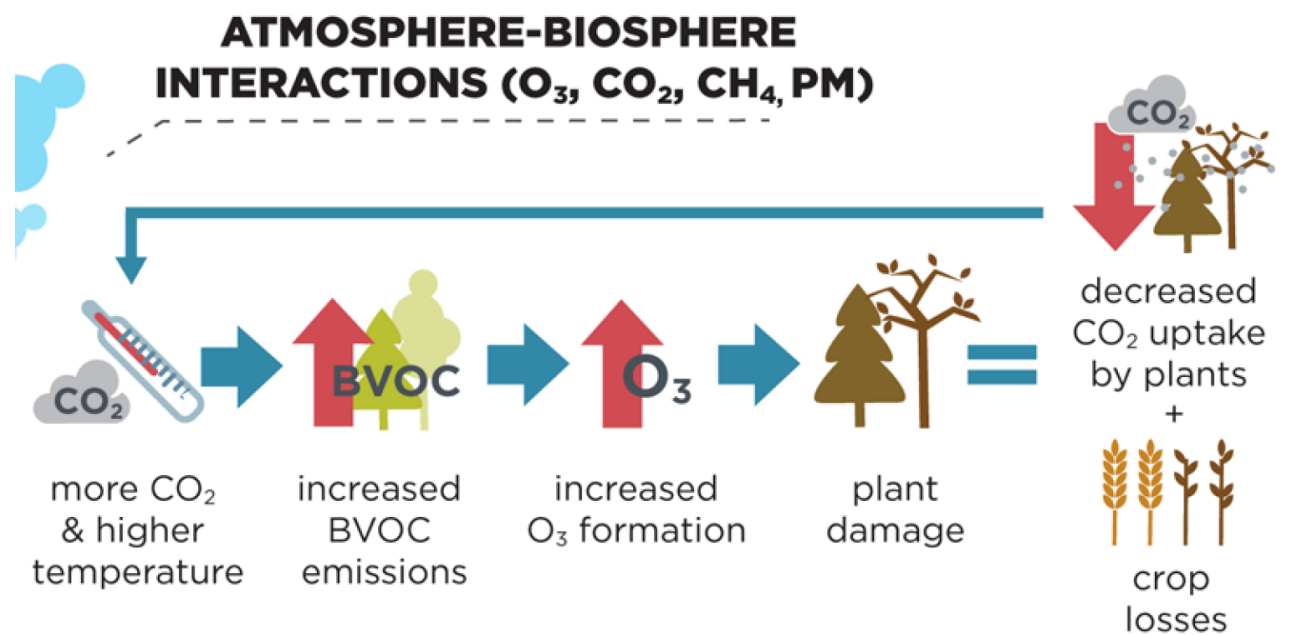 ATMOSPHERE-BIOSPHERE
INTERACTIONS (O₃, CO₂, CH₄, PM)
CO₂
decreased
CO₂ uptake
by plants
+
crop
losses
CO₂
more CO₂
& higher
temperature
BVOC
increased
BVOC
emissions
O₃
increased
O₃ formation
plant
damage
=